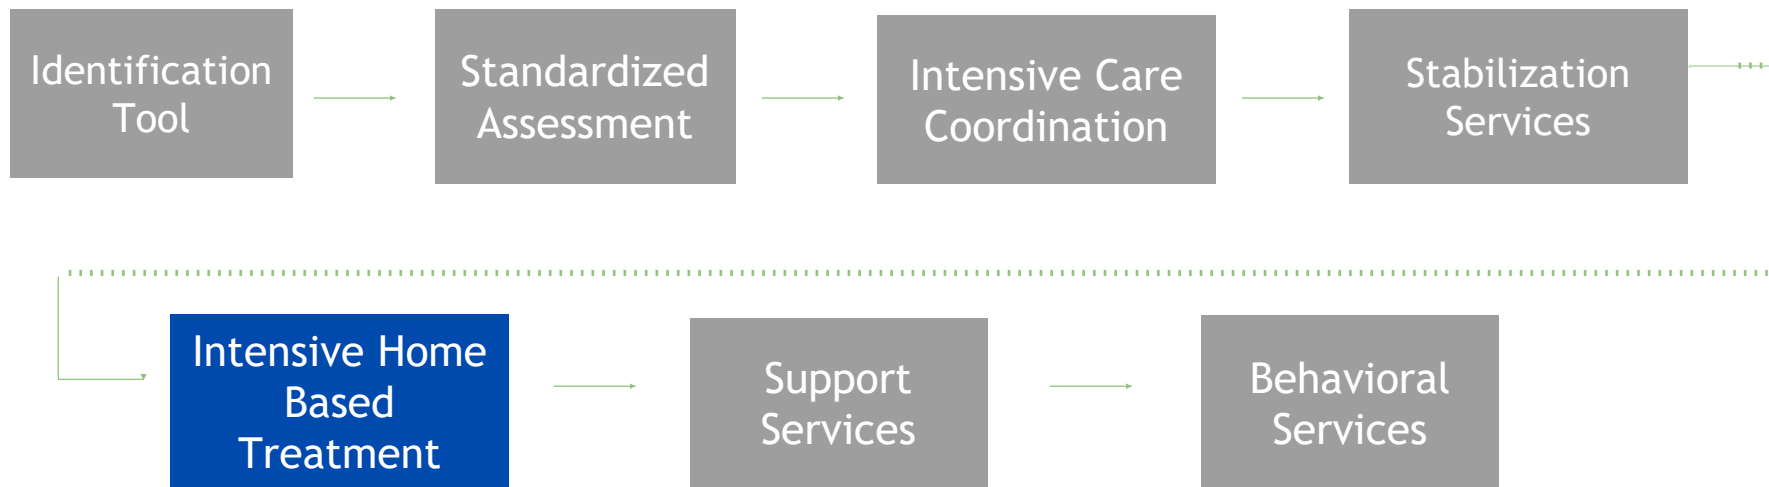 Identification
Tool
Standardized
Assessment
Intensive Care
Coordination
Stabilization
Services
Intensive Home
Based
Treatment
Support
Services
Behavioral
Services